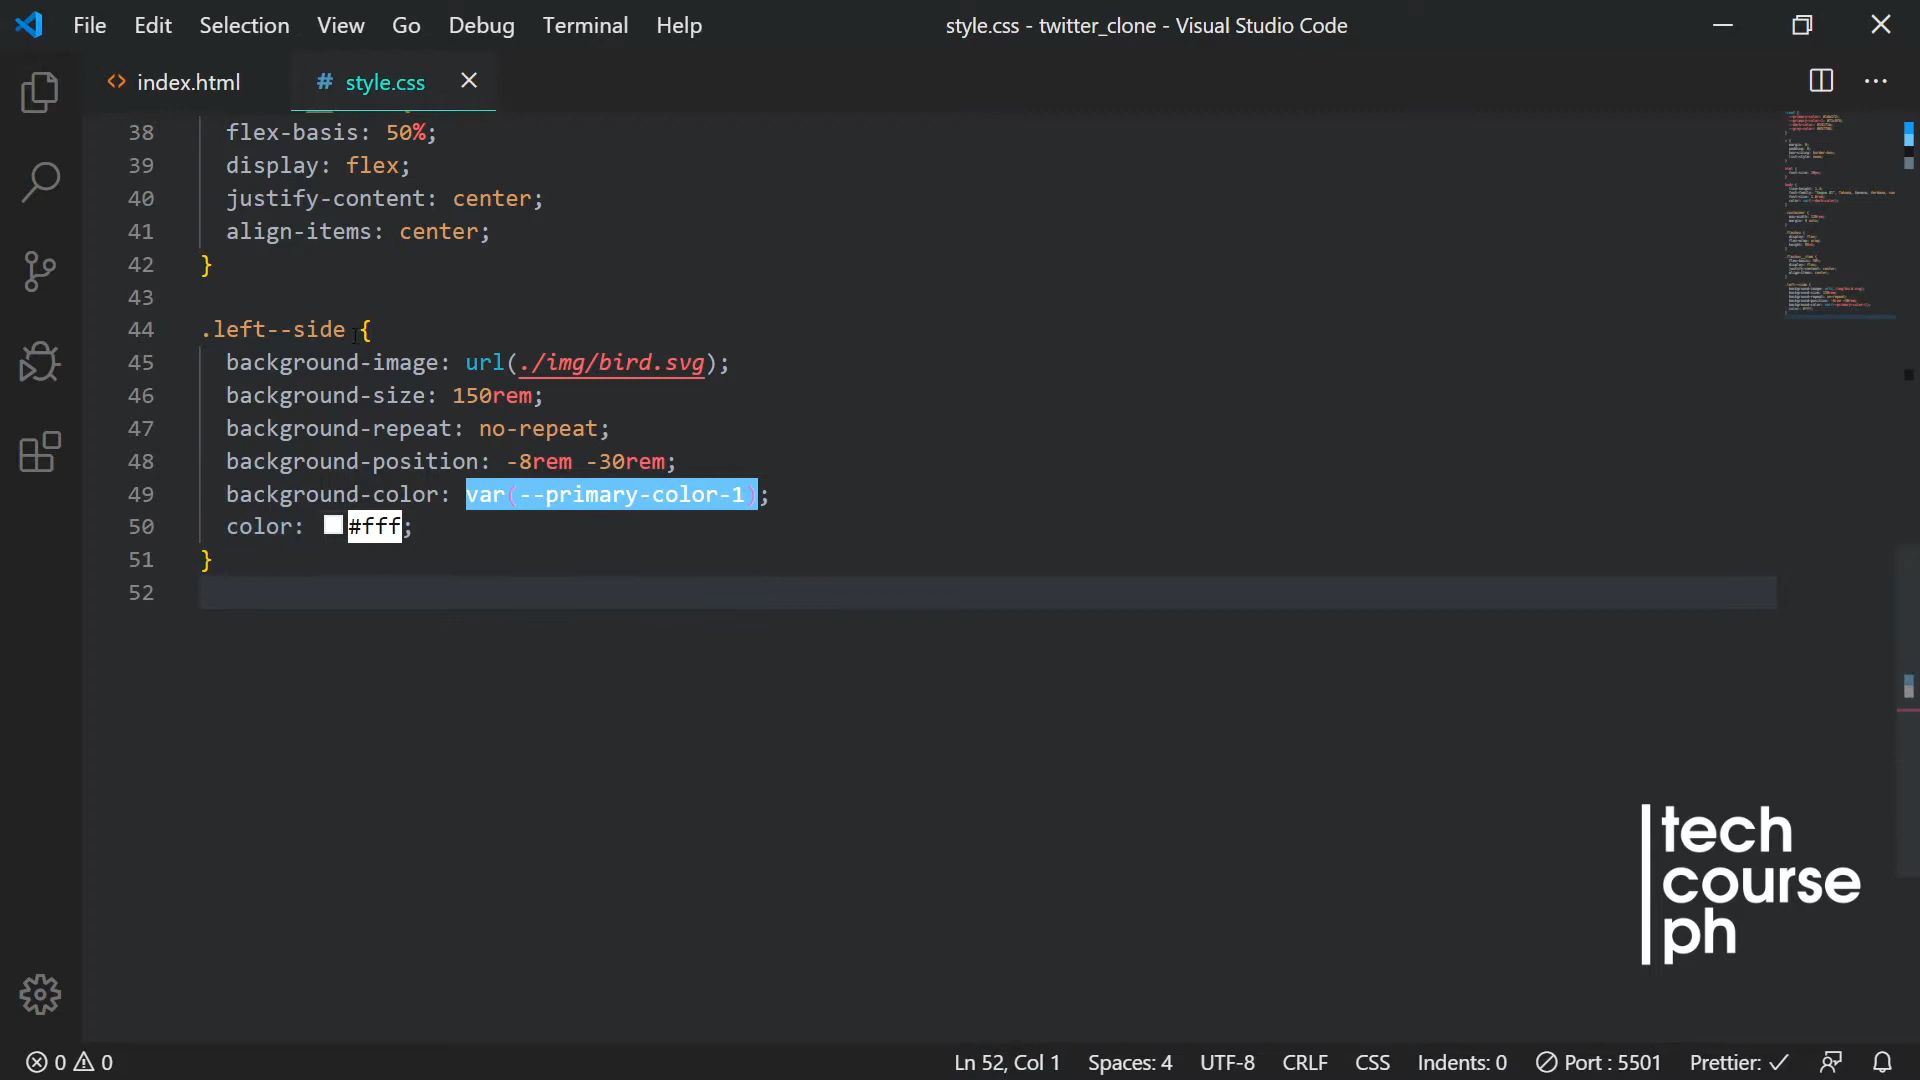 File Edit Selection View Go Debug Terminal Help style.css - twitter_clone - Visual Studio Code
<> index.html # style.css
38 flex-basis: 50%;
39 display: flex;
40 justify-content: center;
41 align-items: center;
42 }
43
44 .left--side {
45 background-image: url(./img/bird.svg);
46 background-size: 150rem;
47 background-repeat: no-repeat;
48 background-position: -8rem -30rem;
49 background-color: var(--primary-color-1);
50 color: #fff;
51 }
52
tech
course
ph
0 0 Ln 52, Col 1 Spaces: 4 UTF-8 CRLF CSS Indents: 0 Port : 5501 Prettier: ✓